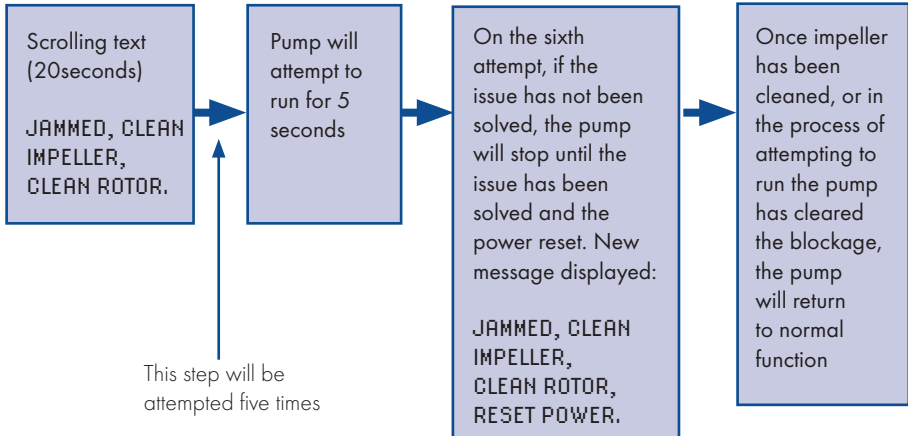 Scrolling text
(20seconds)
JAMMED, CLEAN
IMPELLER,
CLEAN ROTOR.
Pump will
attempt to
run for 5
seconds
On the sixth
attempt, if the
issue has not been
solved, the pump
will stop until the
issue has been
solved and the
power reset. New
message displayed:
JAMMED, CLEAN
IMPELLER,
CLEAN ROTOR,
RESET POWER.
Once impeller
has been
cleaned, or in
the process of
attempting to
run the pump
has cleared
the blockage,
the pump
will return
to normal
function
This step will be
attempted five times